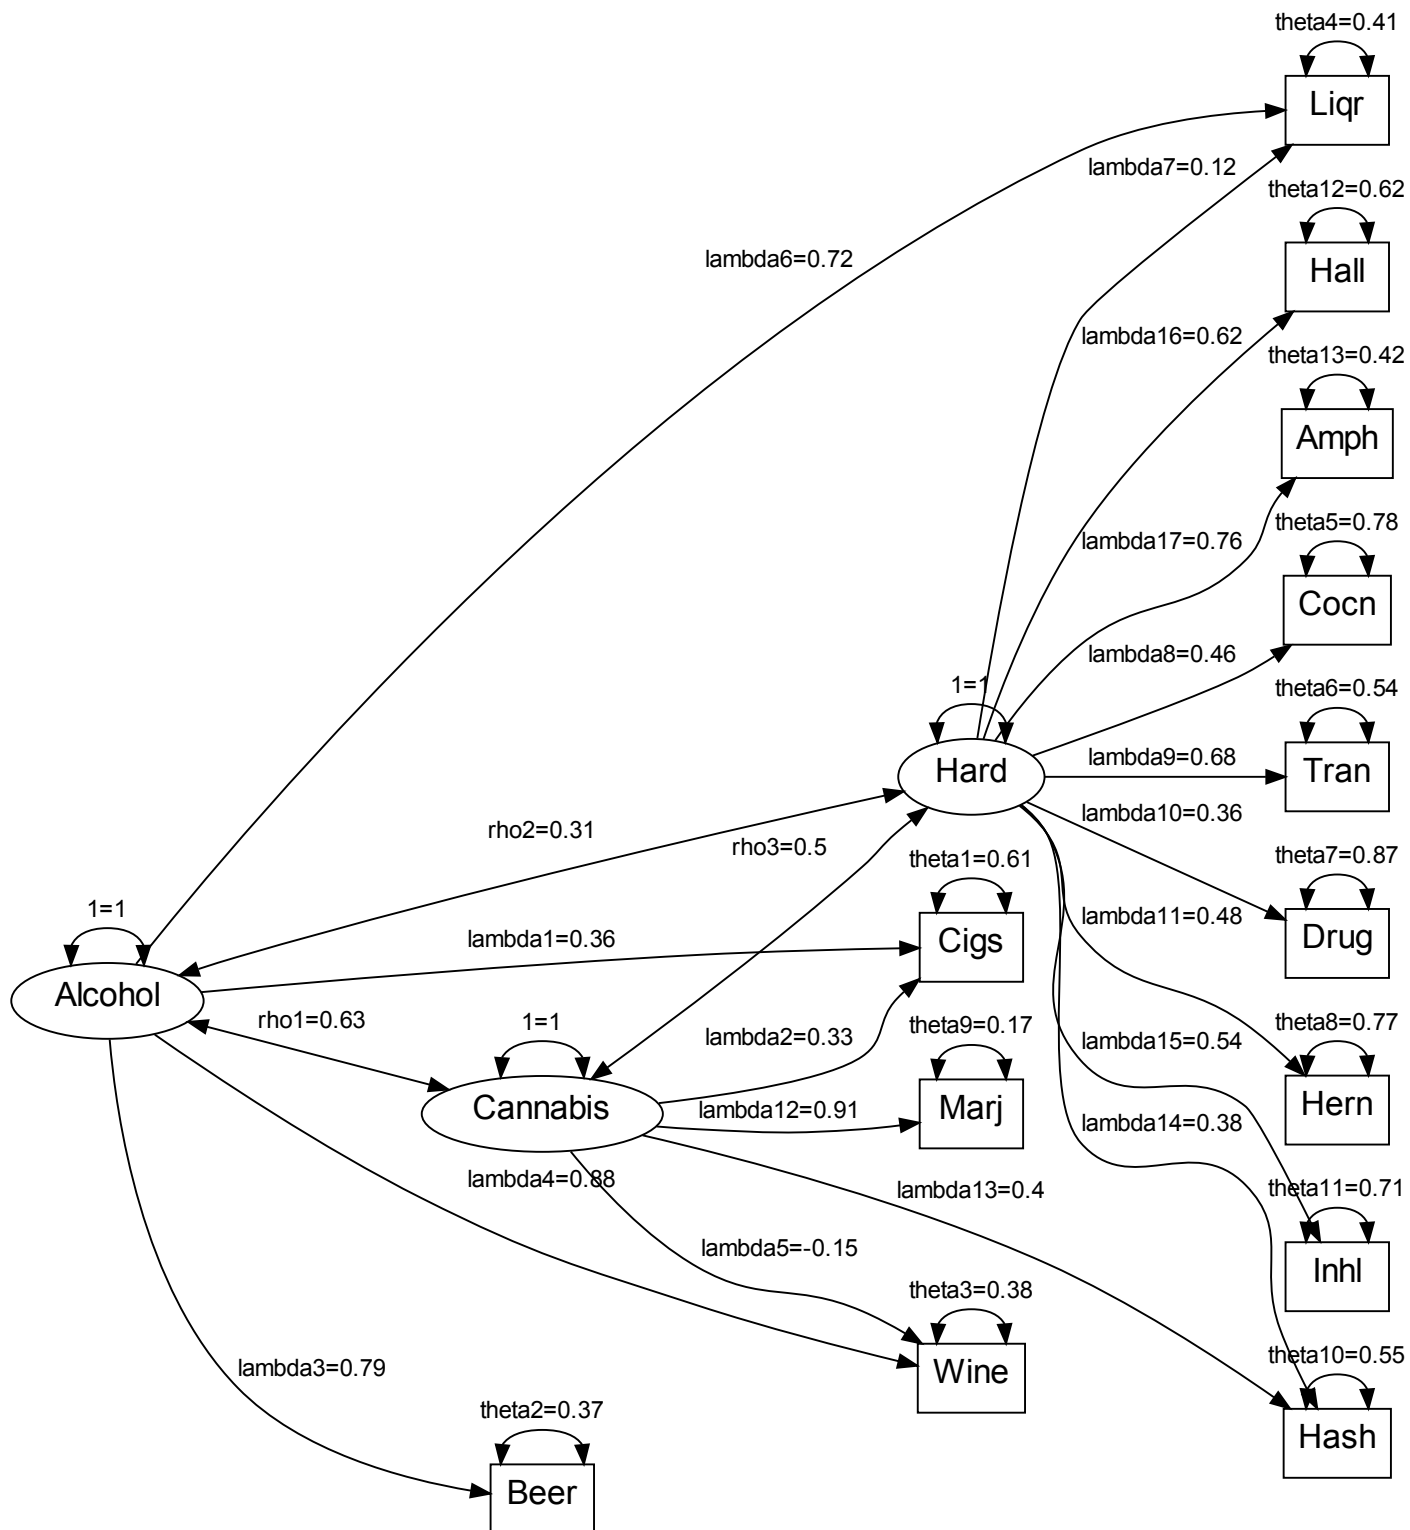 theta4=0.41
Liqr
lambda7=0.12
theta12=0.62
lambda6=0.72
Hall
lambda16=0.62
theta13=0.42
Amph
theta5=0.78
lambda17=0.76
Cocn
lambda8=0.46
1=1
theta6=0.54
Hard
lambda9=0.68
Tran
lambda10=0.36
rho2=0.31
rho3=0.5
theta1=0.61
theta7=0.87
1=1
lambda11=0.48
lambda1=0.36
Cigs
Drug
Alcohol
rho1=0.63
1=1
lambda2=0.33
theta9=0.17
lambda15=0.54
theta8=0.77
Cannabis
lambda12=0.91
Marj
lambda14=0.38
Hern
lambda4=0.88
lambda13=0.4
theta11=0.71
lambda5=-0.15
Inhl
theta3=0.38
lambda3=0.79
Wine
theta10=0.55
theta2=0.37
Hash
Beer